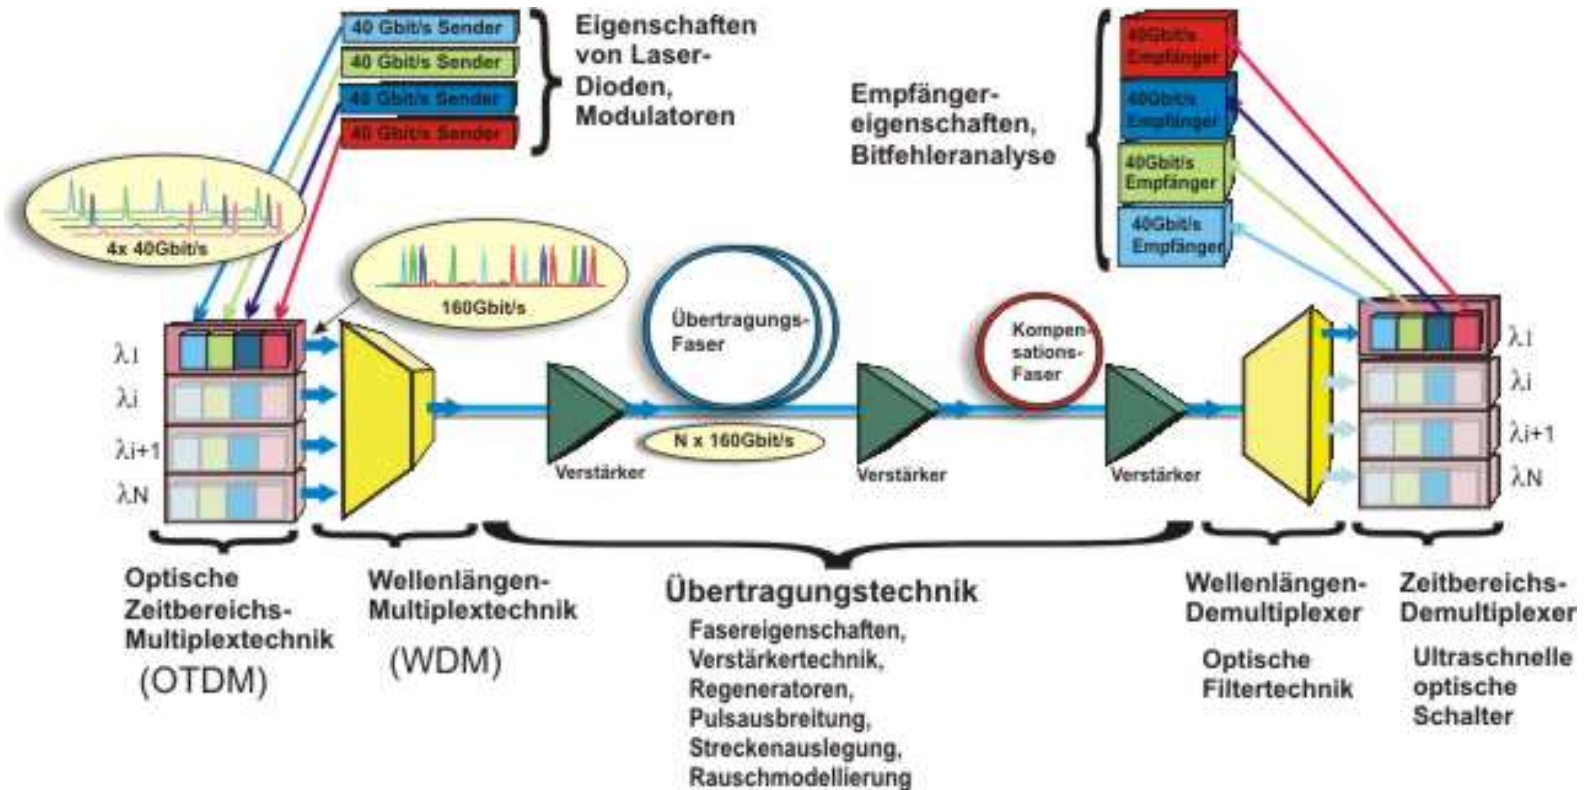 40 Gbit/s Sender
40 Gbit/s Sender
40 Gbit/s Sender
40 Gbit/s Sender
Eigenschaften
von Laser-
Dioden,
Modulatoren
Empfänger-
eigenschaften,
Bitfehleranalyse
40Gbit/s
Empfänger
40Gbit/s
Empfänger
40Gbit/s
Empfänger
40Gbit/s
Empfänger
4x 40Gbit/s
160Gbit/s
λ1
λi
λi+1
λN
Übertragungs-
Faser
N x 160Gbit/s
Kompen-
sations-
Faser
Verstärker
Verstärker
Verstärker
λ1
λi
λi+1
λN
Optische
Zeitbereichs-
Multiplextechnik
(OTDM)
Wellenlängen-
Multiplextechnik
(WDM)
Übertragungstechnik
Fasereigenschaften,
Verstärkertechnik,
Regeneratoren,
Pulsausbreitung,
Streckenauslegung,
Rauschmodellierung
Wellenlängen-
Demultiplexer
Optische
Filtertechnik
Zeitbereichs-
Demultiplexer
Ultraschnelle
optische
Schalter